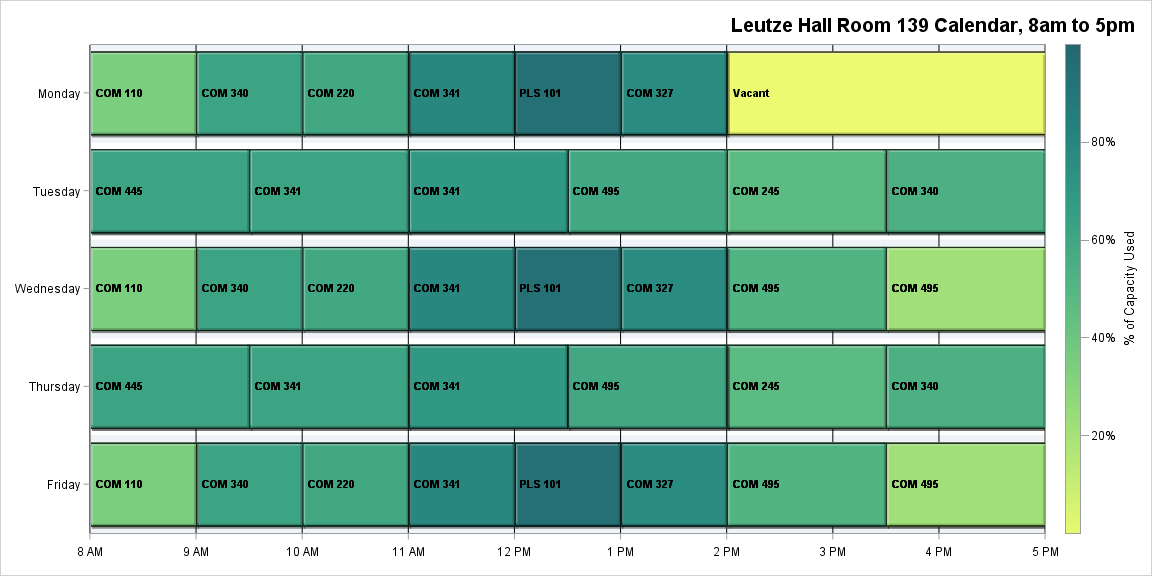 Leutze Hall Room 139 Calendar, 8am to 5pm
Monday
COM 110
COM 340
COM 220
COM 341
PLS 101
COM 327
Vacant
Tuesday
COM 445
COM 341
COM 341
COM 495
COM 245
COM 340
Wednesday
COM 110
COM 340
COM 220
COM 341
PLS 101
COM 327
COM 495
COM 495
Thursday
COM 445
COM 341
COM 341
COM 495
COM 245
COM 340
Friday
COM 110
COM 340
COM 220
COM 341
PLS 101
COM 327
COM 495
COM 495
8 AM
9 AM
10 AM
11 AM
12 PM
1 PM
2 PM
3 PM
4 PM
5 PM
80%
60%
40%
20%
% of Capacity Used